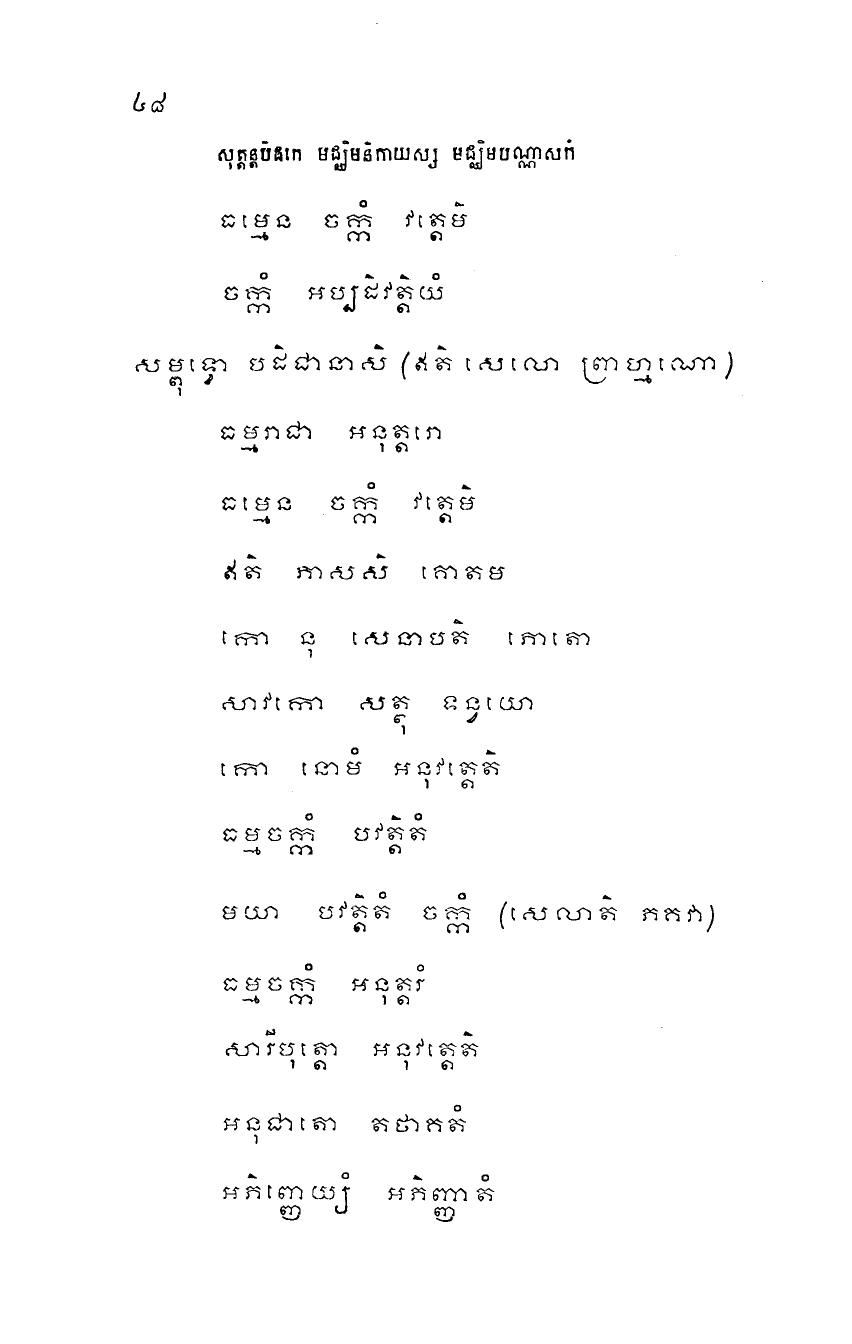 ៤៨
សុត្តន្តបិដកេ មជ្ឈិមនិកាយស្ស មជ្ឈិមបណ្ណាសកំ
ធម្មេន ចក្កំ វត្តេមិ
ចក្កំ អប្បដិវត្តិយំ
សម្ពុទ្ធោ បដិជានាសិ (ឥតិ សេលោ ព្រាហ្មណោ)
ធម្មរាជា អនុត្តរោ
ធម្មេន ចក្កំ វត្តេមិ
ឥតិ ភាសសិ គោតម
កោ នុ សេនាបតិ ភោតោ
សាវកោ សត្ថុ ទន្វយោ
កោ នោមំ អនុវត្តេតិ
ធម្មចក្កំ បវត្តិតំ
មយា បវត្តិតំ ចក្កំ (សេលាតិ ភគវា)
ធម្មចក្កំ អនុត្តរំ
សារីបុត្តោ អនុវត្តេតិ
អនុជាតោ តថាគតំ
អភិញ្ញេយ្យំ អភិញ្ញាតំ